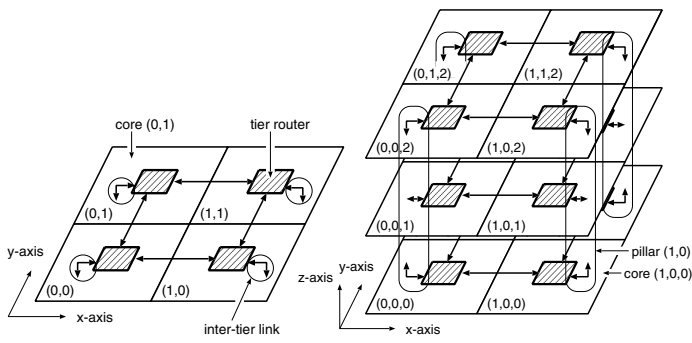 core (0,1)
tier router
(0,1)
(1,1)
y-axis
(0,0)
(1,0)
x-axis
inter-tier link
(0,1,2)
(1,1,2)
(0,0,2)
(1,0,2)
(0,0,1)
(1,0,1)
pillar (1,0)
z-axis
y-axis
core (1,0,0)
(0,0,0)
(1,0,0)
x-axis